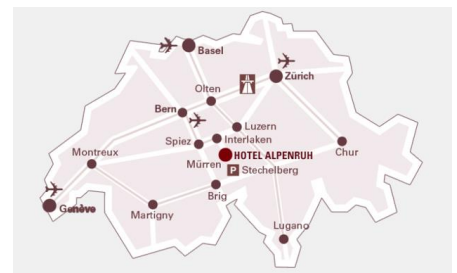 Basel
Zürich
Olten
Bern
Luzern
Interlaken
Spiez
HOTEL ALPENRUH
Montreux
Mürren
P Stechelberg
Chur
Brig
Genève
Martigny
Lugano